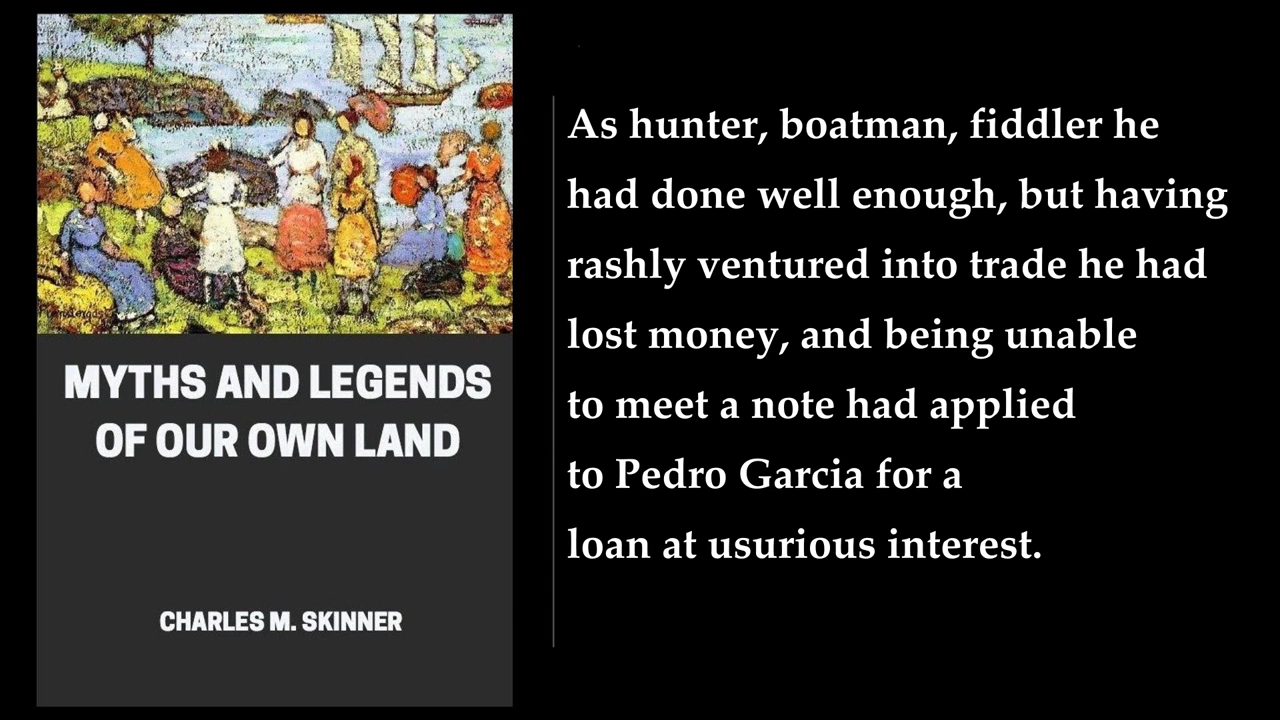 MYTHS AND LEGENDS
OF OUR OWN LAND
CHARLES M. SKINNER
As hunter, boatman, fiddler he
had done well enough, but having
rashly ventured into trade he had
lost money, and being unable
to meet a note had applied
to Pedro Garcia for a
loan at usurious interest.